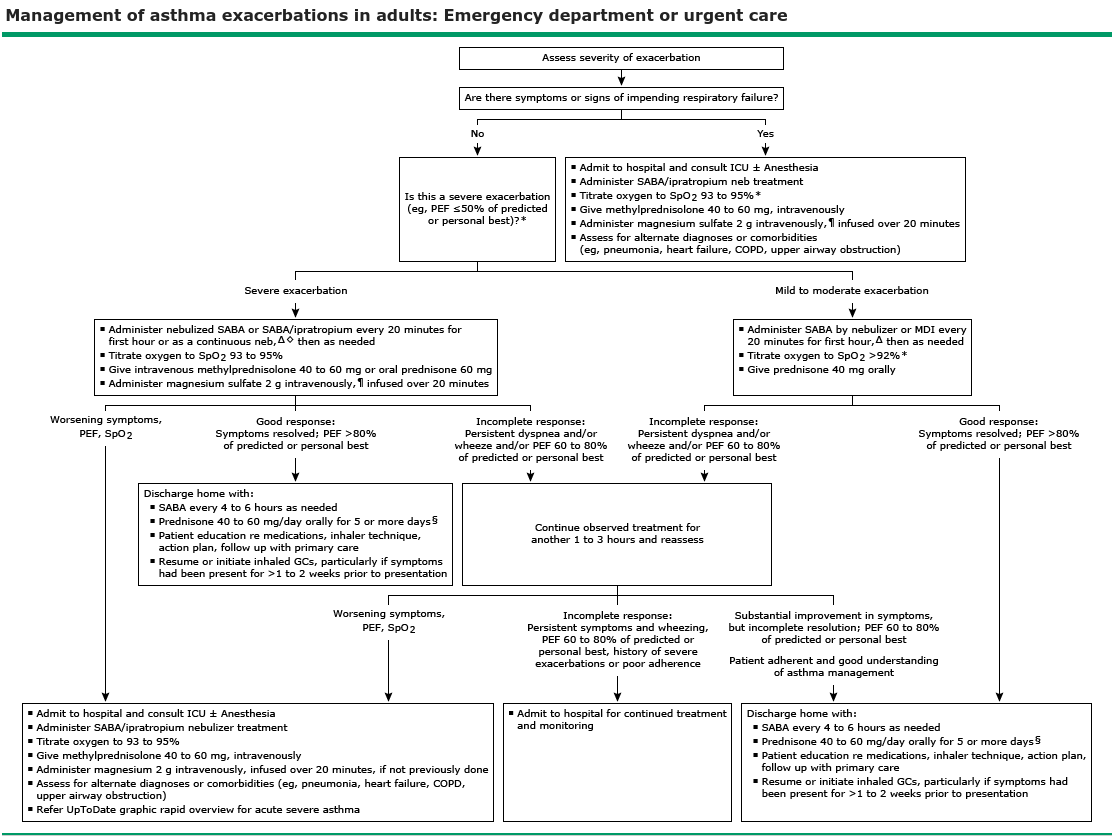 Management of asthma exacerbations in adults: Emergency department or urgent care
Assess severity of exacerbation
Are there symptoms or signs of impending respiratory failure?
No
Yes
Is this a severe exacerbation
(eg, PEF ≤50% of predicted
or personal best)?*
▪ Admit to hospital and consult ICU ± Anesthesia
▪ Administer SABA/ipratropium neb treatment
▪ Titrate oxygen to SpO2 93 to 95%*
▪ Give methylprednisolone 40 to 60 mg, intravenously
▪ Administer magnesium sulfate 2 g intravenously,¶ infused over 20 minutes
▪ Assess for alternate diagnoses or comorbidities
(eg, pneumonia, heart failure, COPD, upper airway obstruction)
Severe exacerbation
Mild to moderate exacerbation
▪ Administer nebulized SABA or SABA/ipratropium every 20 minutes for
first hour or as a continuous neb,Δ◇ then as needed
▪ Titrate oxygen to SpO2 93 to 95%
▪ Give intravenous methylprednisolone 40 to 60 mg or oral prednisone 60 mg
▪ Administer magnesium sulfate 2 g intravenously,¶ infused over 20 minutes
▪ Administer SABA by nebulizer or MDI every
20 minutes for first hour,Δ then as needed
▪ Titrate oxygen to SpO2 >92%*
▪ Give prednisone 40 mg orally
Worsening symptoms,
PEF, SpO2
Good response:
Symptoms resolved; PEF >80%
of predicted or personal best
Incomplete response:
Persistent dyspnea and/or
wheeze and/or PEF 60 to 80%
of predicted or personal best
Incomplete response:
Persistent dyspnea and/or
wheeze and/or PEF 60 to 80%
of predicted or personal best
Good response:
Symptoms resolved; PEF >80%
of predicted or personal best
Discharge home with:
▪ SABA every 4 to 6 hours as needed
▪ Prednisone 40 to 60 mg/day orally for 5 or more days§
▪ Patient education re medications, inhaler technique,
action plan, follow up with primary care
▪ Resume or initiate inhaled GCs, particularly if symptoms
had been present for >1 to 2 weeks prior to presentation
Continue observed treatment for
another 1 to 3 hours and reassess
Worsening symptoms,
PEF, SpO2
Incomplete response:
Persistent symptoms and wheezing,
PEF 60 to 80% of predicted or
personal best, history of severe
exacerbations or poor adherence
Substantial improvement in symptoms,
but incomplete resolution; PEF 60 to 80%
of predicted or personal best
Patient adherent and good understanding
of asthma management
▪ Admit to hospital and consult ICU ± Anesthesia
▪ Administer SABA/ipratropium nebulizer treatment
▪ Titrate oxygen to 93 to 95%
▪ Give methylprednisolone 40 to 60 mg, intravenously
▪ Administer magnesium 2 g intravenously, infused over 20 minutes, if not previously done
▪ Assess for alternate diagnoses or comorbidities (eg, pneumonia, heart failure, COPD,
upper airway obstruction)
▪ Refer UpToDate graphic rapid overview for acute severe asthma
▪ Admit to hospital for continued treatment
and monitoring
Discharge home with:
▪ SABA every 4 to 6 hours as needed
▪ Prednisone 40 to 60 mg/day orally for 5 or more days§
▪ Patient education re medications, inhaler technique, action plan,
follow up with primary care
▪ Resume or initiate inhaled GCs, particularly if symptoms had
been present for >1 to 2 weeks prior to presentation